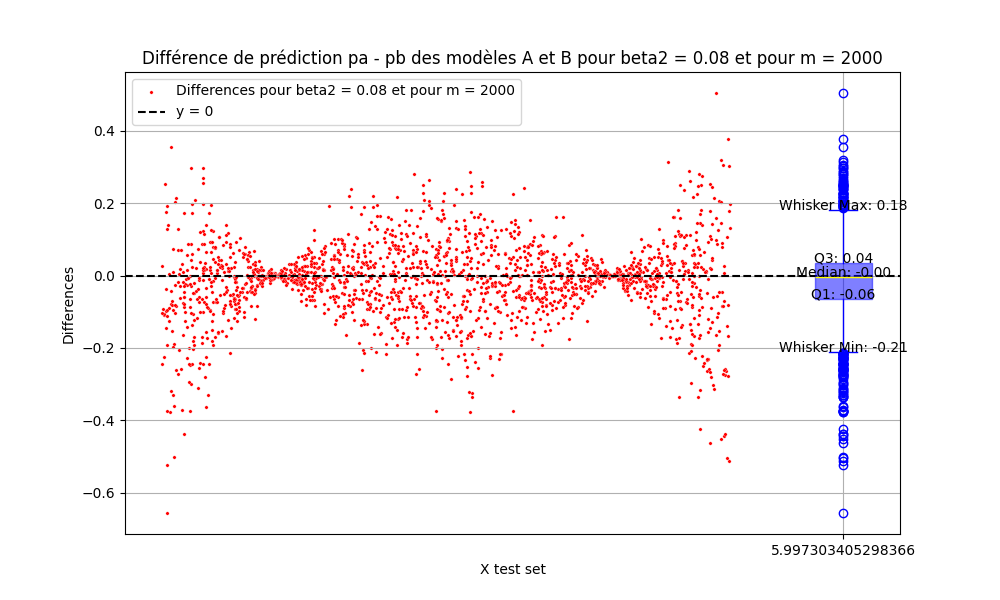 Différence de prédiction pa - pb des modèles A et B pour beta2 = 0.08 et pour m = 2000
Differences pour beta2 = 0.08 et pour m = 2000
y = 0
0.4
0.2
0.0
−0.2
−0.4
−0.6
Differences
Whisker Max: 0.18
Q3: 0.04
Median: -0.00
Q1: -0.06
Whisker Min: -0.21
5.997303405298366
X test set